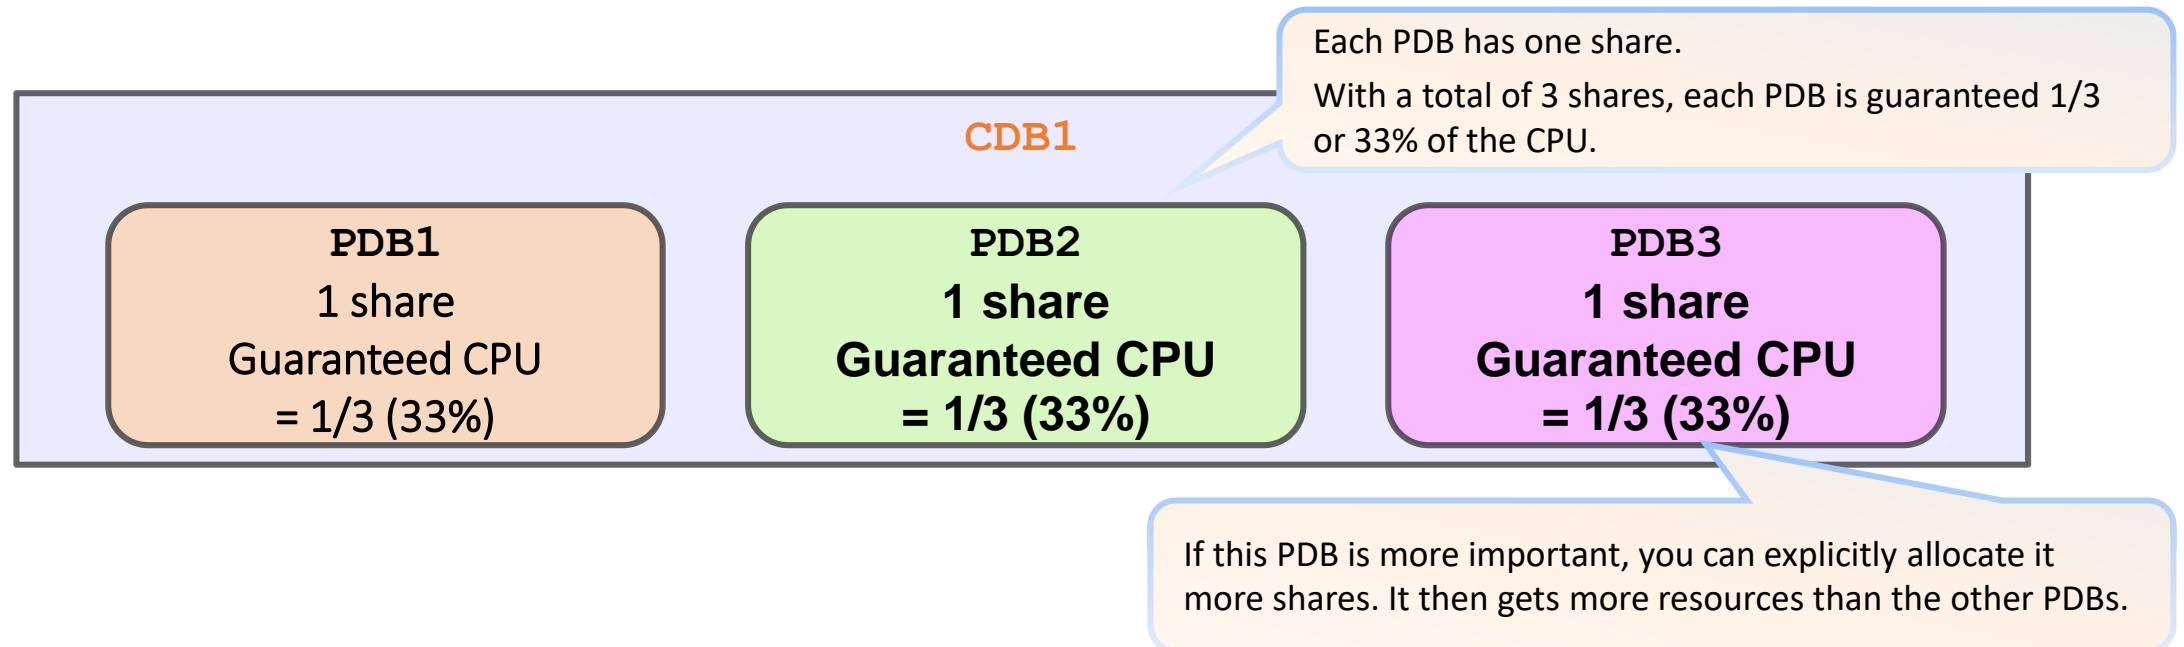 Each PDB has one share.
With a total of 3 shares, each PDB is guaranteed 1/3
or 33% of the CPU.
CDB1
PDB1
1 share
Guaranteed CPU
= 1/3 (33%)
PDB2
1 share
Guaranteed CPU
= 1/3 (33%)
PDB3
1 share
Guaranteed CPU
= 1/3 (33%)
If this PDB is more important, you can explicitly allocate it
more shares. It then gets more resources than the other PDBs.